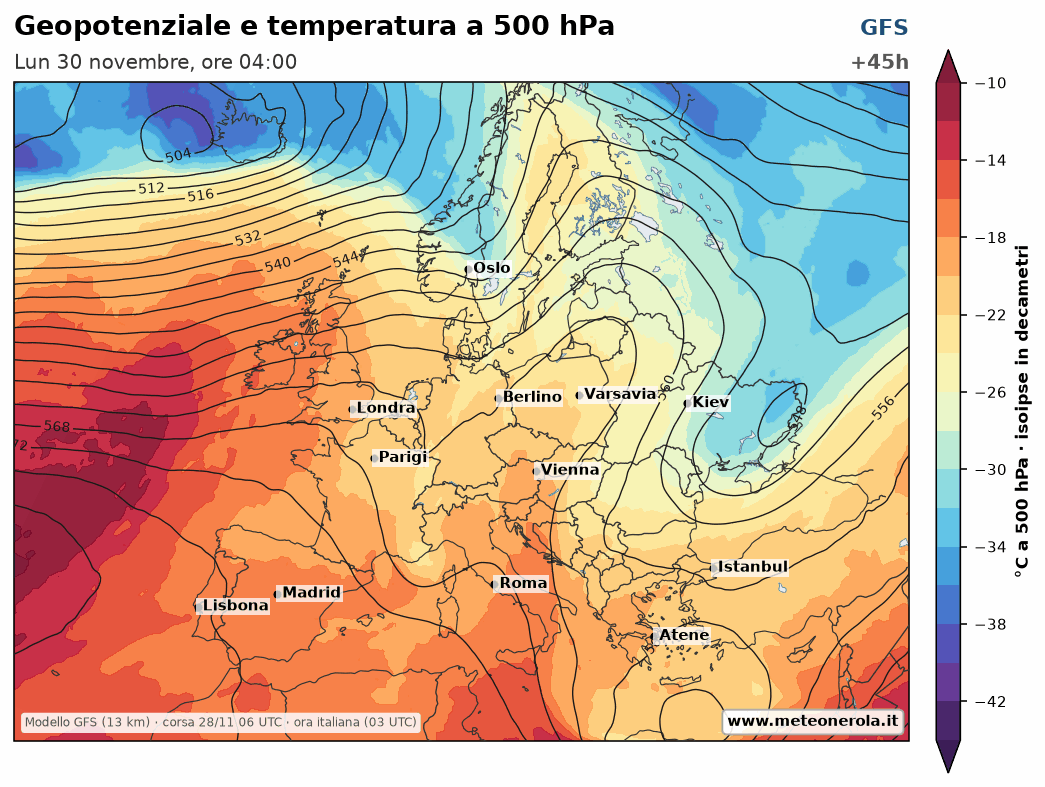 Geopotenziale e temperatura a 500 hPa
GFS
Lun 30 novembre, ore 04:00
+45h
504
512
516
532
540
544
568
72
560
548
556
Oslo
Londra
Berlino
Varsavia
Kiev
Parigi
Vienna
Istanbul
Roma
Madrid
Lisbona
Atene
−10
−14
−18
−22
−26
−30
−34
−38
−42
°C a 500 hPa · isoipse in decametri
Modello GFS (13 km) · corsa 28/11 06 UTC · ora italiana (03 UTC)
www.meteonerola.it